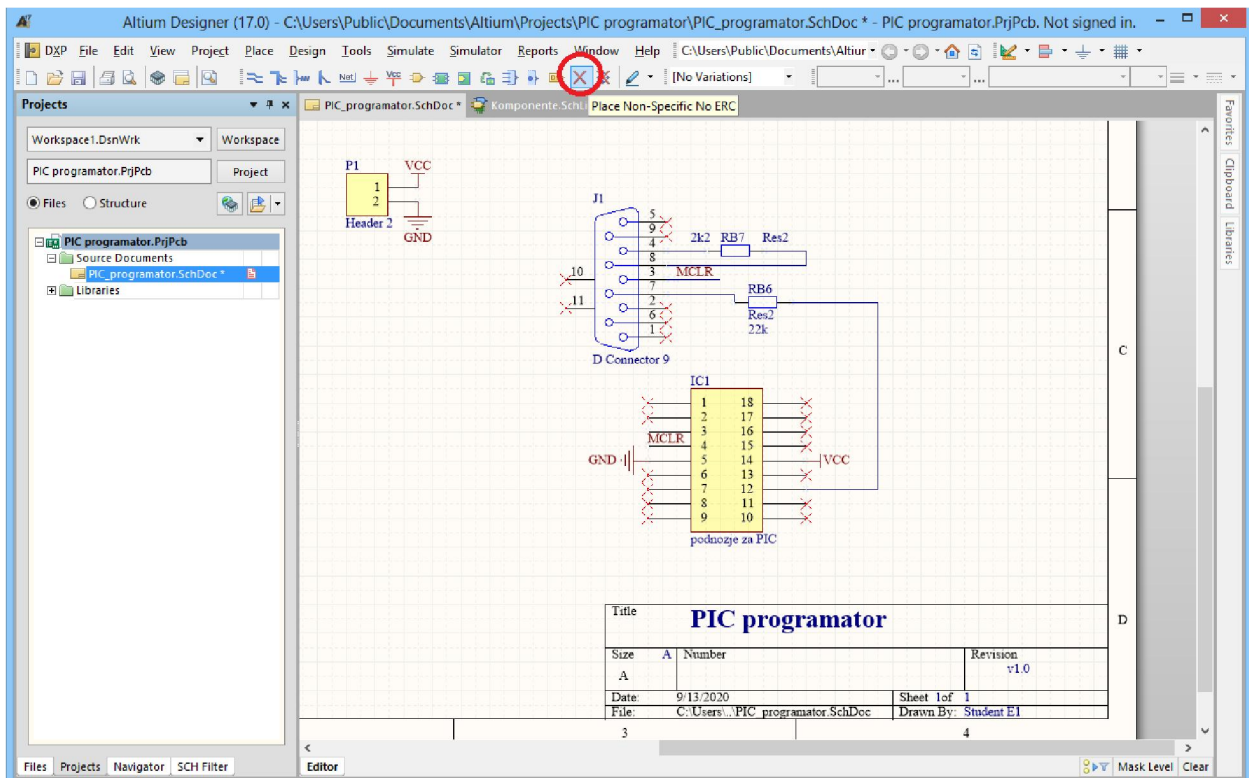 Altium Designer (17.0) - C:\Users\Public\Documents\Altium\Projects\PIC programator\PIC_programator.SchDoc * - PIC programator.PrjPcb. Not signed in.
DXP File Edit View Project Place Design Tools Simulate Simulator Reports Window Help C:\Users\Public\Documents\Altiur
Net VCC [No Variations] ... ...
Projects
PIC_programator.SchDoc * Komponente.SchLi
Place Non-Specific No ERC
Workspace1.DsnWrk Workspace
PIC programator.PrjPcb Project
Files Structure
PIC programator.PrjPcb
Source Documents
PIC_programator.SchDoc *
Libraries
Favorites
Clipboard
Libraries
P1 VCC
1
2
Header 2
GND
J1
5
9
4
8
3
7
2
6
1
10
11
2k2 RB7 Res2
MCLR
RB6
Res2
22k
D Connector 9
IC1
1 18
2 17
3 16
MCLR 4 15
GND 5 14 VCC
6 13
7 12
8 11
9 10
podnozje za PIC
C
D
Title PIC programator
Size A Number Revision
A v1.0
Date: 9/13/2020 Sheet 1of 1
File: C:\Users\..\PIC_programator.SchDoc Drawn By: Student E1
3 4
Files Projects Navigator SCH Filter Editor Mask Level Clear